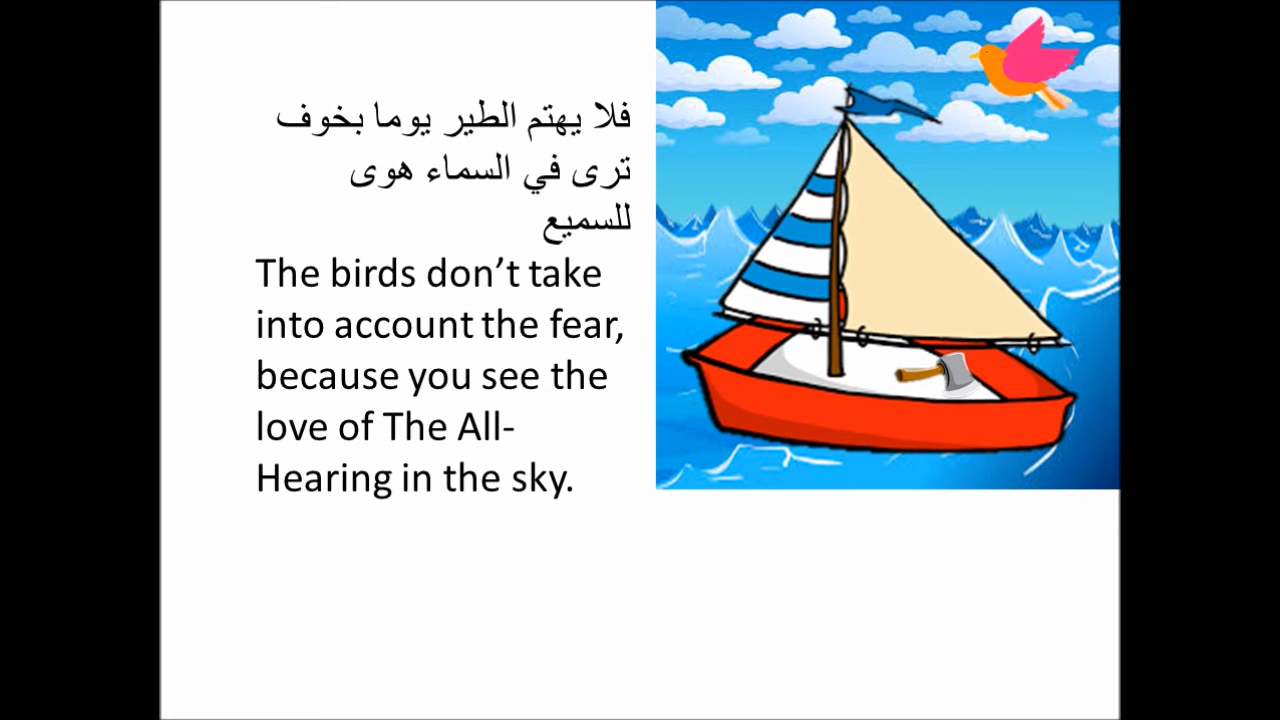 فلا يهتم الطير يوما بخوف
ترى في السماء هوى
للسميع
The birds don’t take
into account the fear,
because you see the
love of The All-
Hearing in the sky.